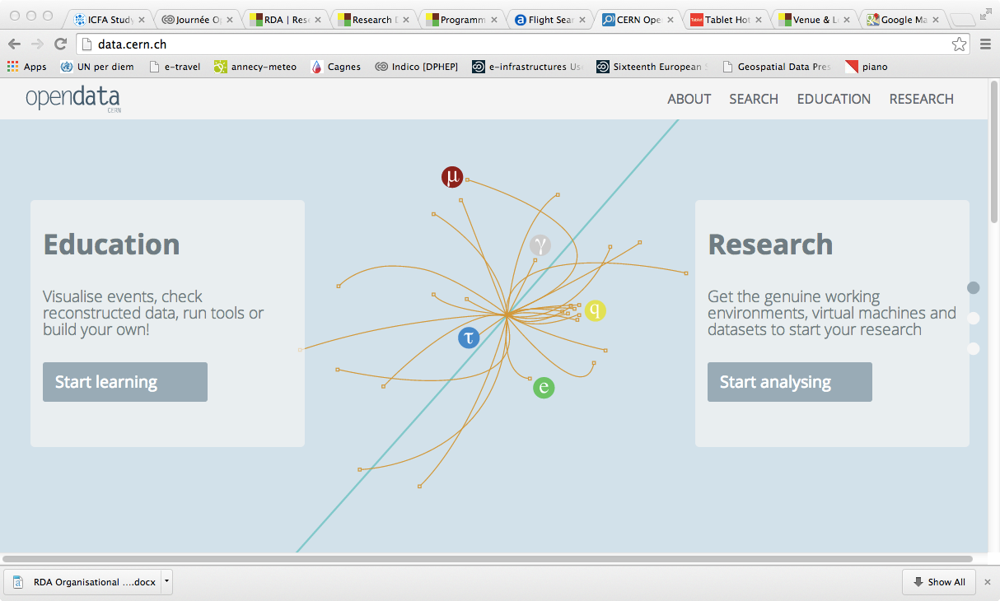 ICFA Study
Journée O
RDA | Rese
Research D
Programm
Flight Sear
CERN Ope
Tablet Hot
Venue & L
Google Ma
data.cern.ch
Apps
UN per diem
e-travel
annecy-meteo
Cagnes
Indico [DPHEP]
e-infrastructures Use
Sixteenth European S
Geospatial Data Pres
piano
opendata
CERN
ABOUT
SEARCH
EDUCATION
RESEARCH
μ
γ
q
τ
e
Education
Visualise events, check
reconstructed data, run tools or
build your own!
Start learning
Research
Get the genuine working
environments, virtual machines and
datasets to start your research
Start analysing
RDA Organisational ....docx
Show All